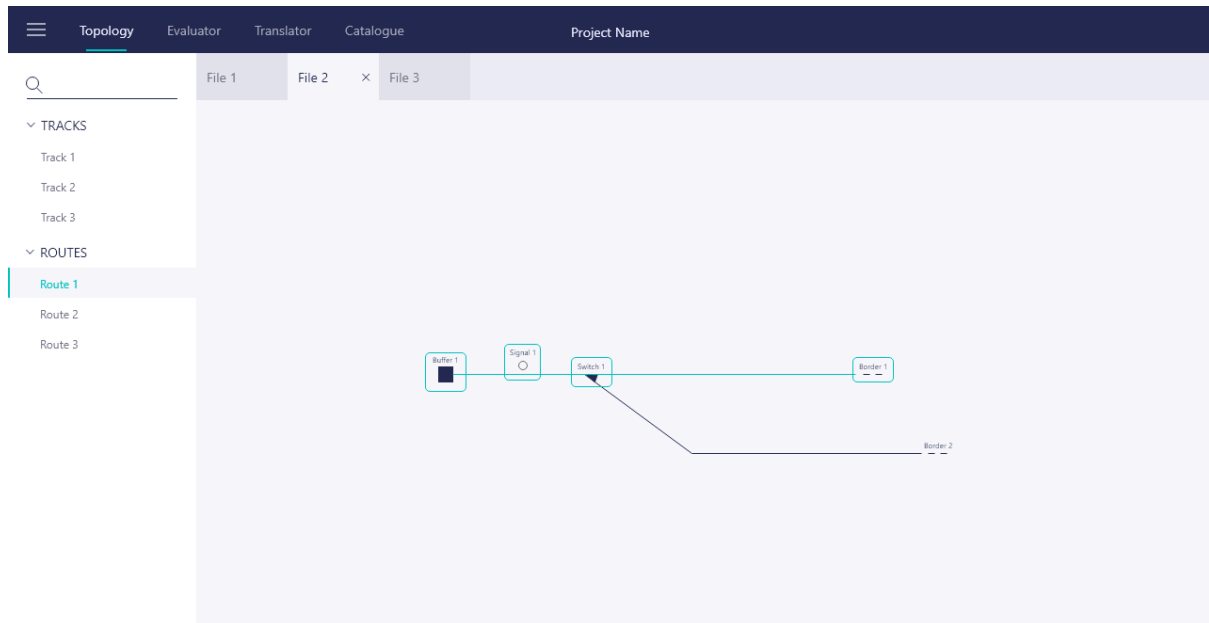 Topology Evaluator Translator Catalogue Project Name
File 1 File 2 × File 3
TRACKS
Track 1
Track 2
Track 3
ROUTES
Route 1
Route 2
Route 3
Buffer 1
Signal 1
Switch 1
Border 1
Border 2